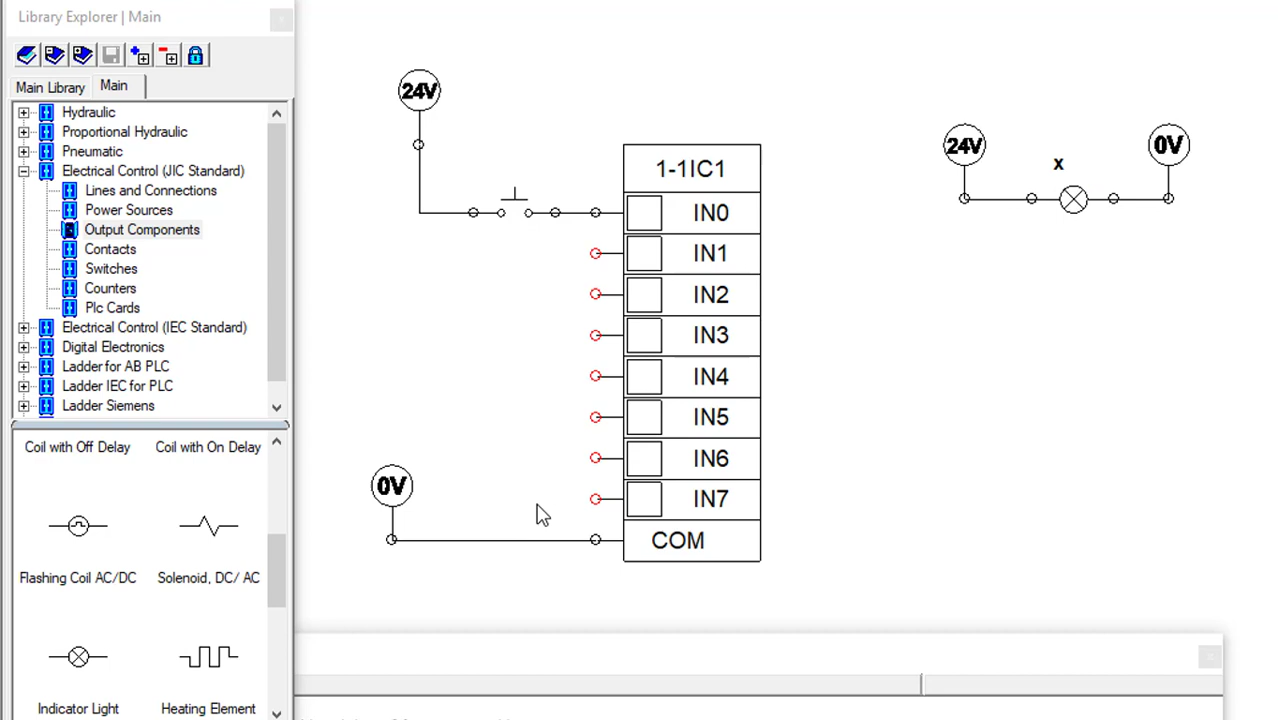 Library Explorer | Main
Main Library
Main
Hydraulic
Proportional Hydraulic
Pneumatic
Electrical Control (JIC Standard)
Lines and Connections
Power Sources
Output Components
Contacts
Switches
Counters
Plc Cards
Electrical Control (IEC Standard)
Digital Electronics
Ladder for AB PLC
Ladder IEC for PLC
Ladder Siemens
Coil with Off Delay
Coil with On Delay
Flashing Coil AC/DC
Solenoid, DC/ AC
Indicator Light
Heating Element
24V
1-1IC1
IN0
IN1
IN2
IN3
IN4
IN5
IN6
IN7
COM
0V
24V
x
0V